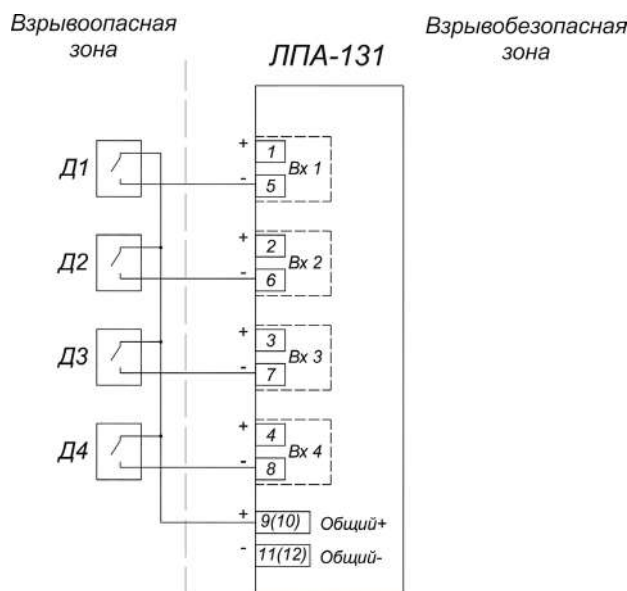 Взрывоопасная
зона
ЛПА-131
Взрывобезопасная
зона
Д1
+
1
Вх 1
-
5
Д2
+
2
Вх 2
-
6
Д3
+
3
Вх 3
-
7
Д4
+
4
Вх 4
-
8
+
9(10) Общий+
-
11(12) Общий-